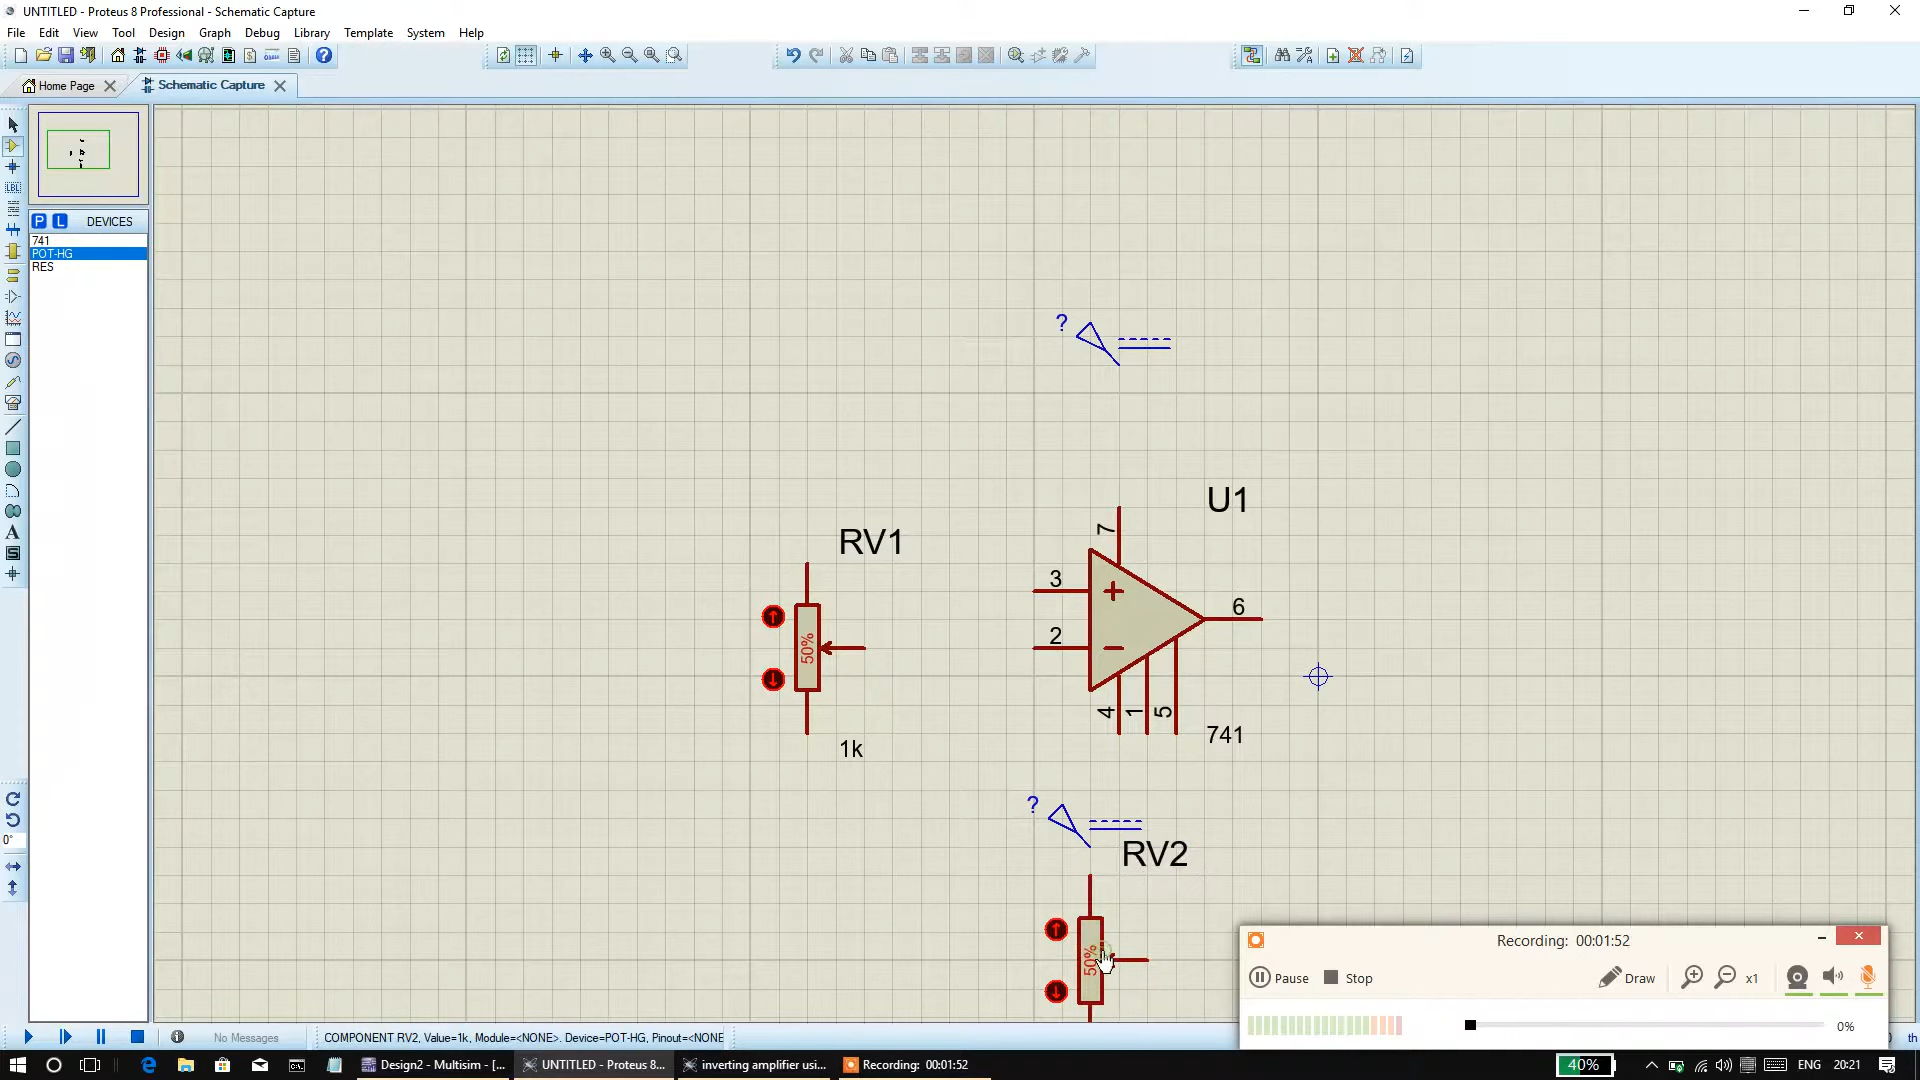 UNTITLED - Proteus 8 Professional - Schematic Capture
File Edit View Tool Graph Debug Library Template System Help Design
Home Page
Schematic Capture
LBL
P L DEVICES
741
POT-HG
RES
?
U1
RV1
7
3
6
50%
2
4 1 5
1k
741
?
RV2
50%
A
S
0°
Recording: 00:01:52
Pause Stop Draw x1
0%
No Messages
COMPONENT RV2, Value=1k, Module=<NONE>. Device=POT-HG, Pinout=<NONE
th
Design2 - Multisim - [...
UNTITLED - Proteus 8...
inverting amplifier usi...
Recording: 00:01:52
40%
ENG
20:21